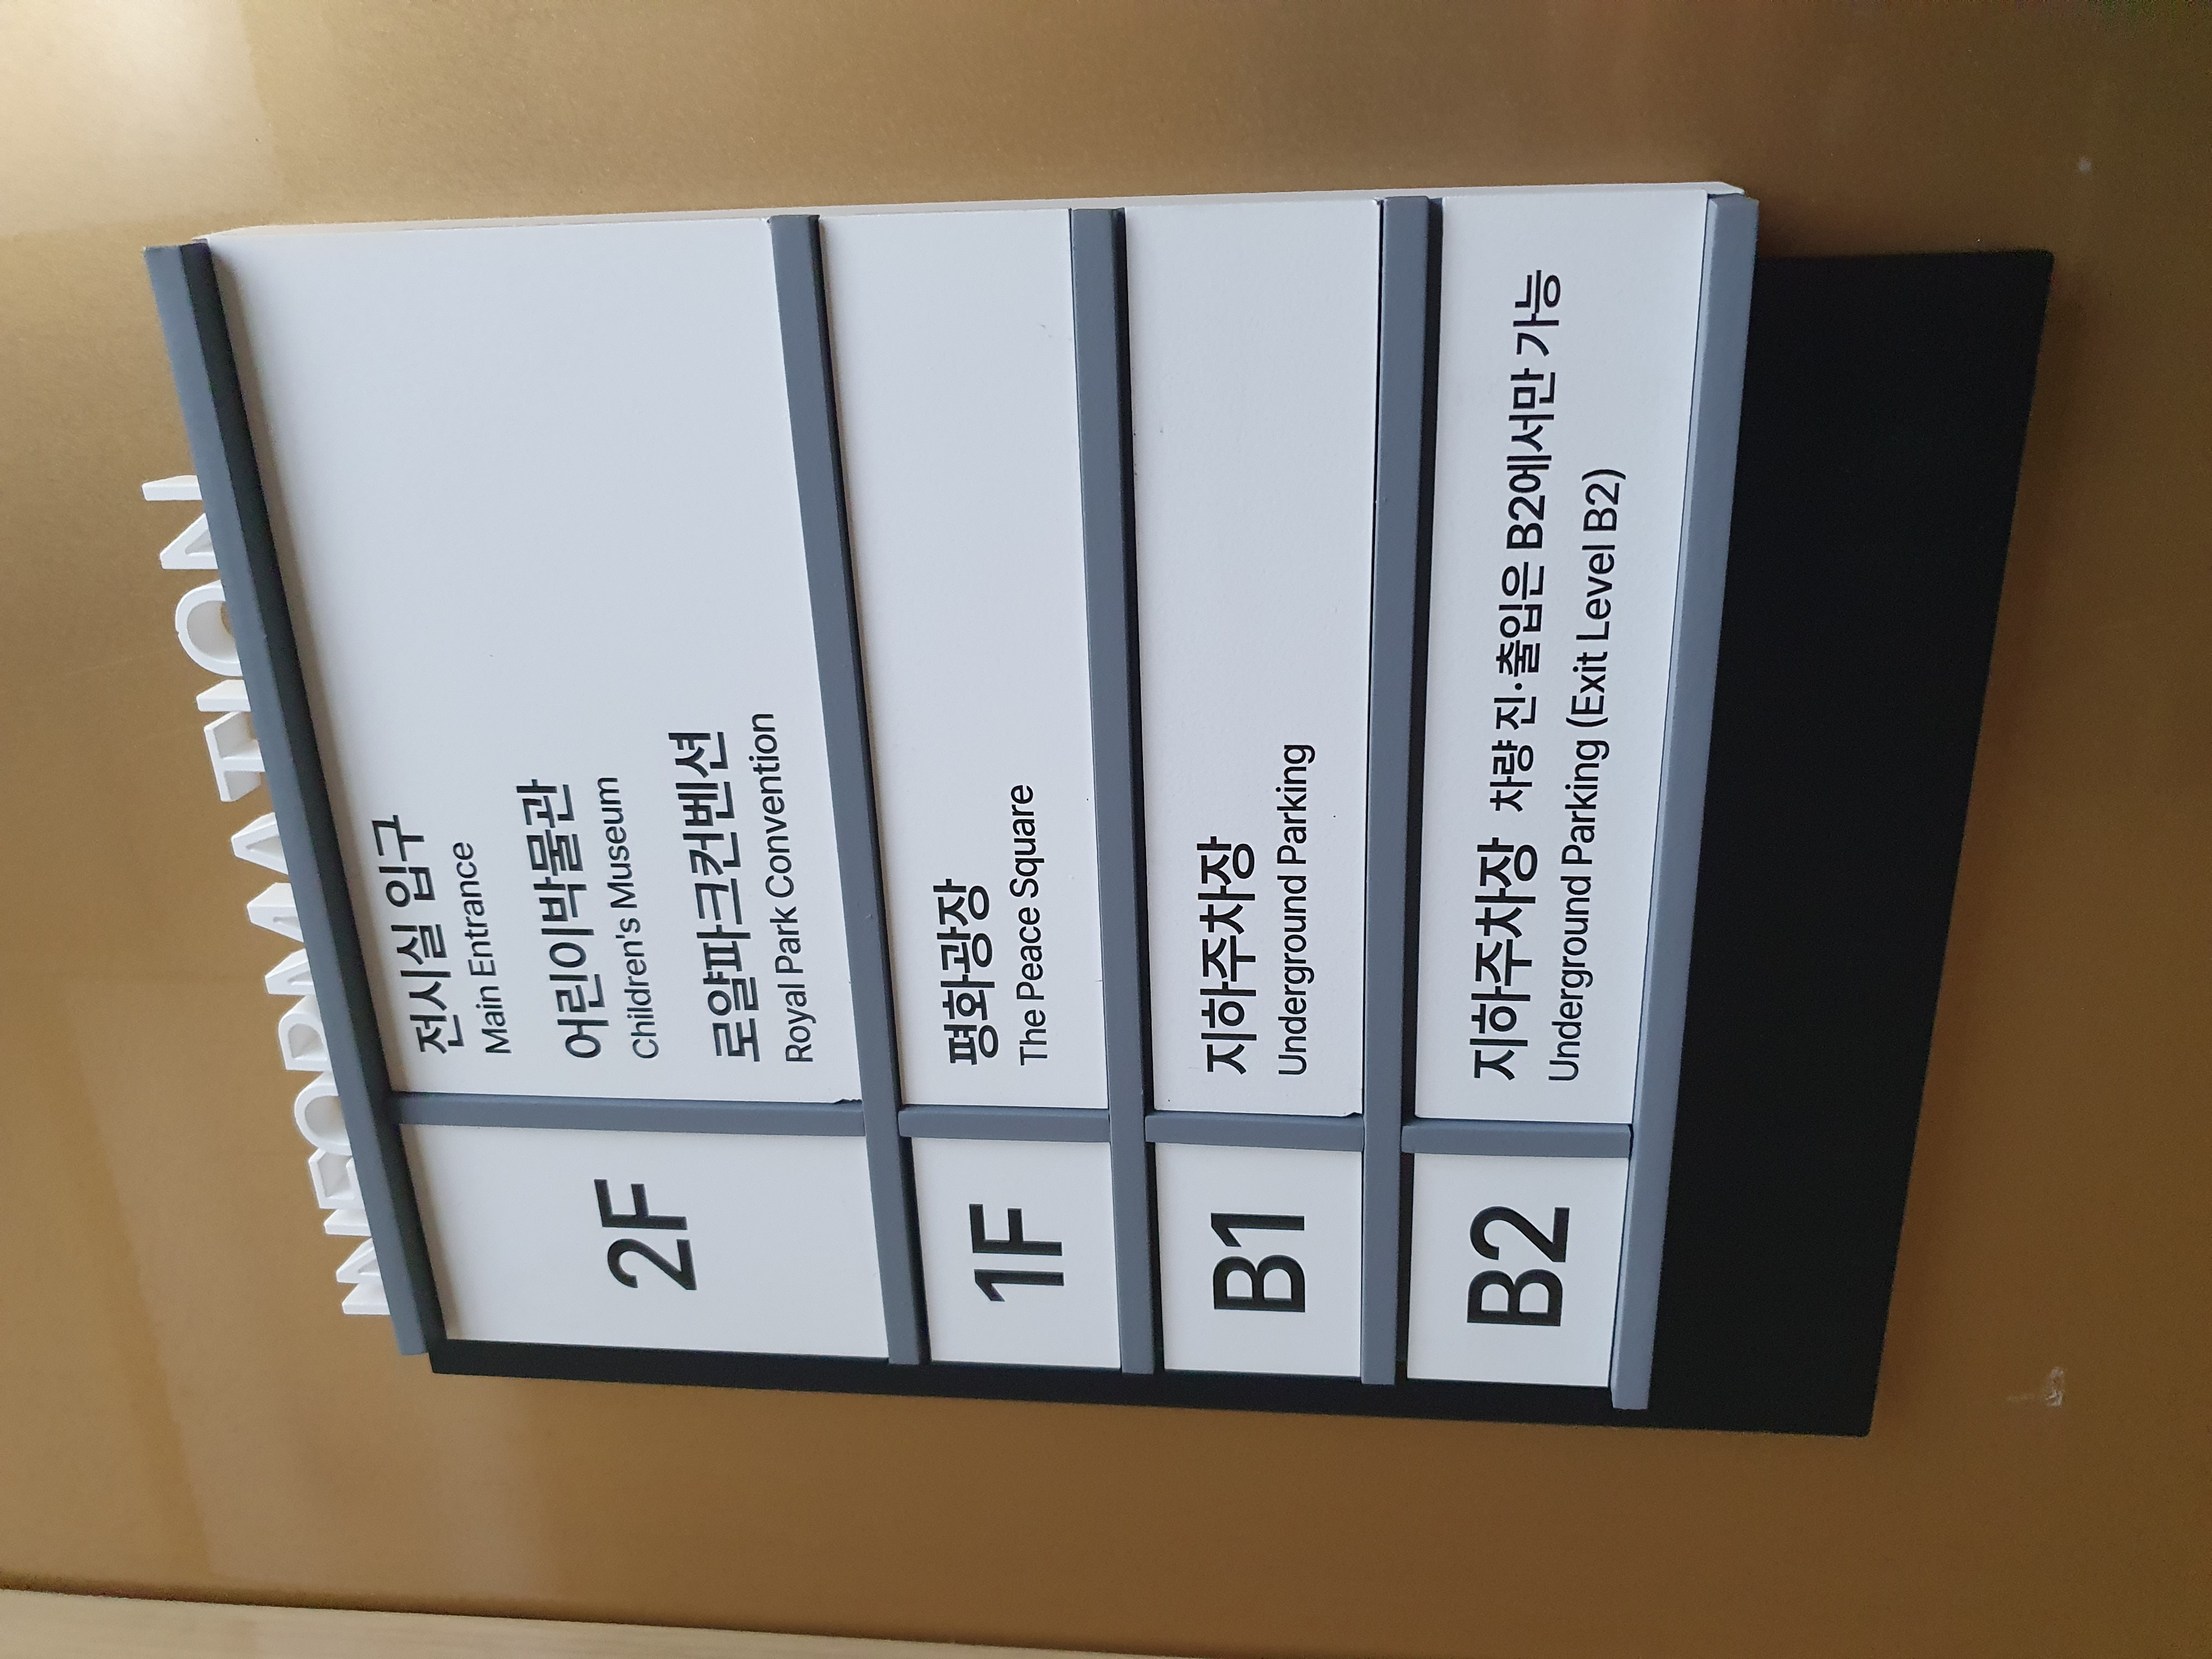 INFORMATION
2F
전시실 입구
Main Entrance
어린이박물관
Children's Museum
로얄파크컨벤션
Royal Park Convention
1F
평화광장
The Peace Square
B1
지하주차장
Underground Parking
B2
지하주차장 차량 진·출입은 B2에서만 가능
Underground Parking (Exit Level B2)